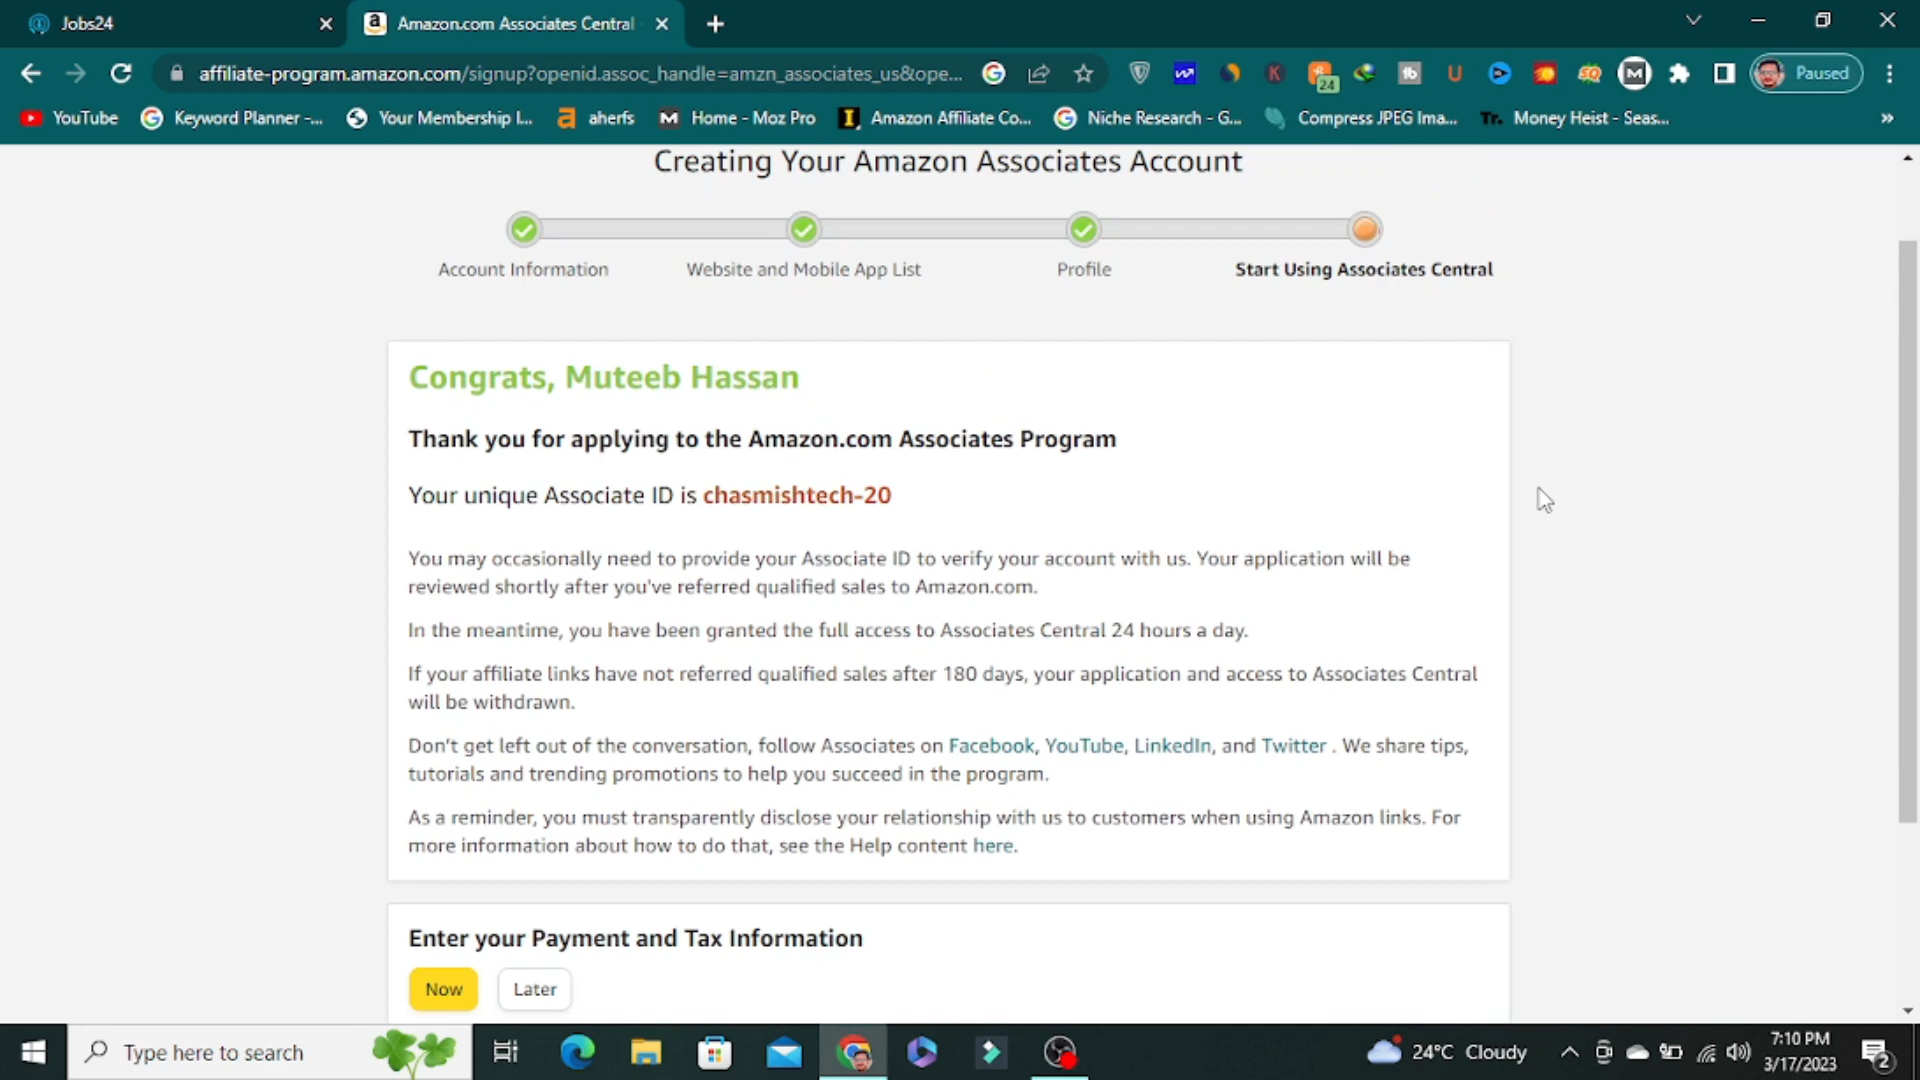 Jobs24
Amazon.com Associates Central
affiliate-program.amazon.com/signup?openid.assoc_handle=amzn_associates_us&ope...
24
Paused
YouTube
Keyword Planner -...
Your Membership I...
aherfs
Home - Moz Pro
Amazon Affiliate Co...
Niche Research - G...
Compress JPEG Ima...
Tr.
Money Heist - Seas...
»
Creating Your Amazon Associates Account
Account Information
Website and Mobile App List
Profile
Start Using Associates Central
Congrats, Muteeb Hassan
Thank you for applying to the Amazon.com Associates Program
Your unique Associate ID is chasmishtech-20
You may occasionally need to provide your Associate ID to verify your account with us. Your application will be
reviewed shortly after you've referred qualified sales to Amazon.com.
In the meantime, you have been granted the full access to Associates Central 24 hours a day.
If your affiliate links have not referred qualified sales after 180 days, your application and access to Associates Central
will be withdrawn.
Don't get left out of the conversation, follow Associates on Facebook, YouTube, LinkedIn, and Twitter . We share tips,
tutorials and trending promotions to help you succeed in the program.
As a reminder, you must transparently disclose your relationship with us to customers when using Amazon links. For
more information about how to do that, see the Help content here.
Enter your Payment and Tax Information
Now
Later
Type here to search
24°C Cloudy
7:10 PM
3/17/2023
2